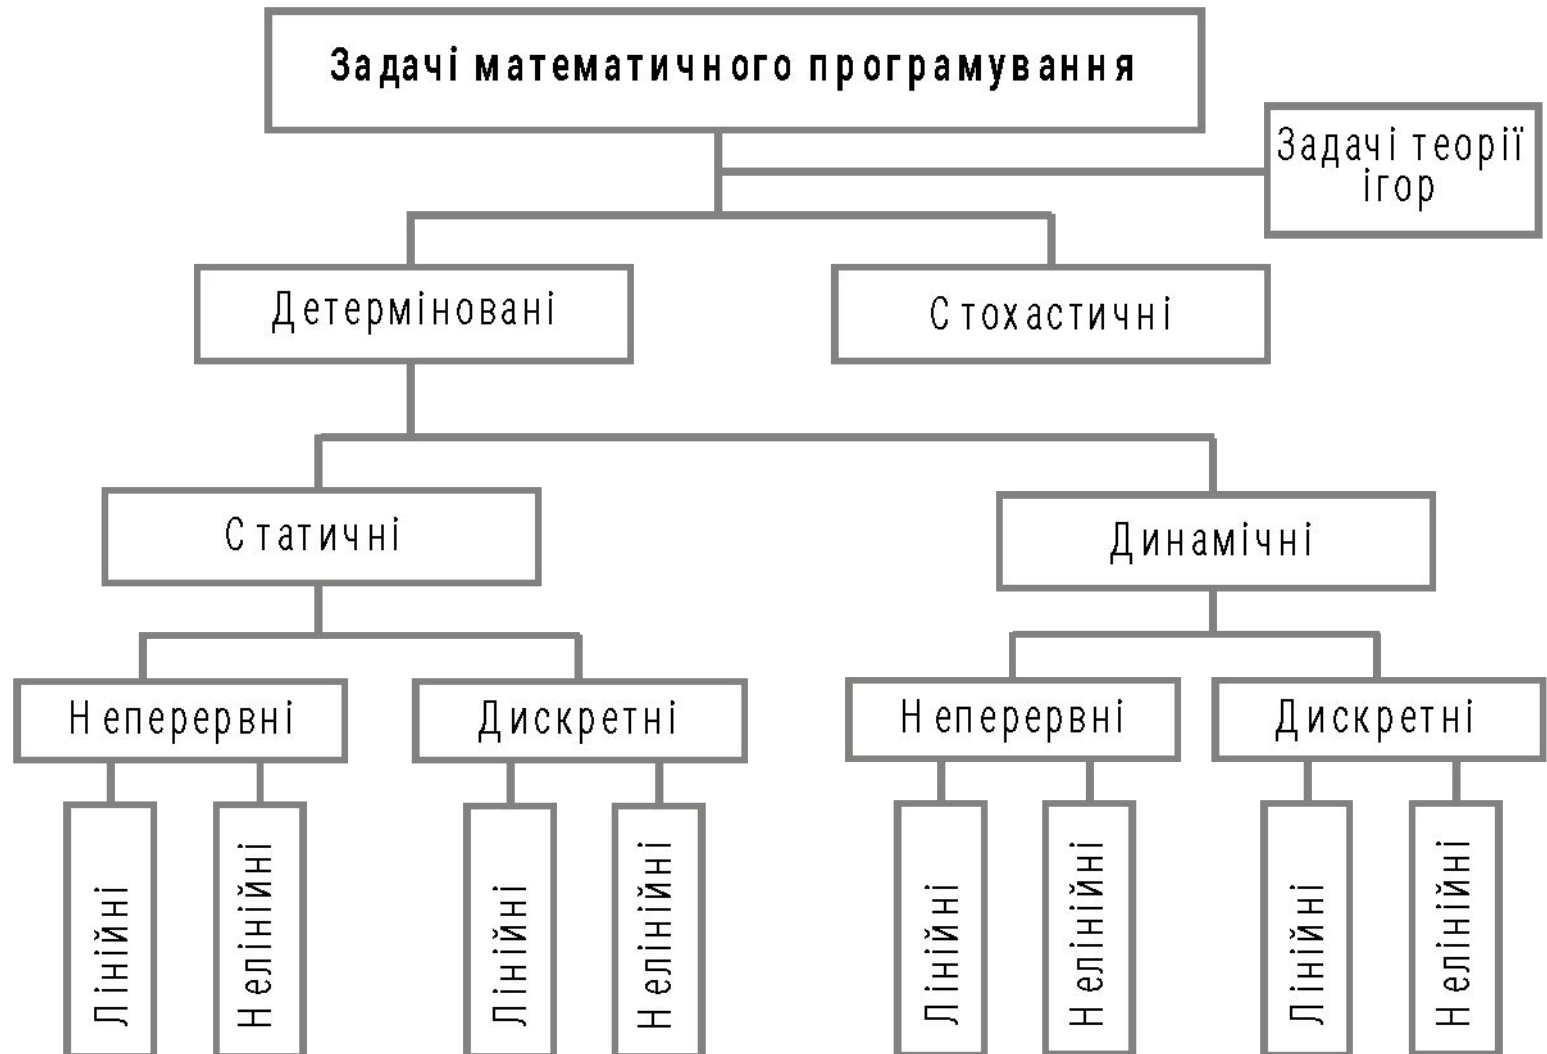 Задачі математичного програмування
Задачі теорії
ігор
Детерміновані
Стохастичні
Статичні
Динамічні
Неперервні
Дискретні
Неперервні
Дискретні
Лінійні
Нелінійні
Лінійні
Нелінійні
Лінійні
Нелінійні
Лінійні
Нелінійні